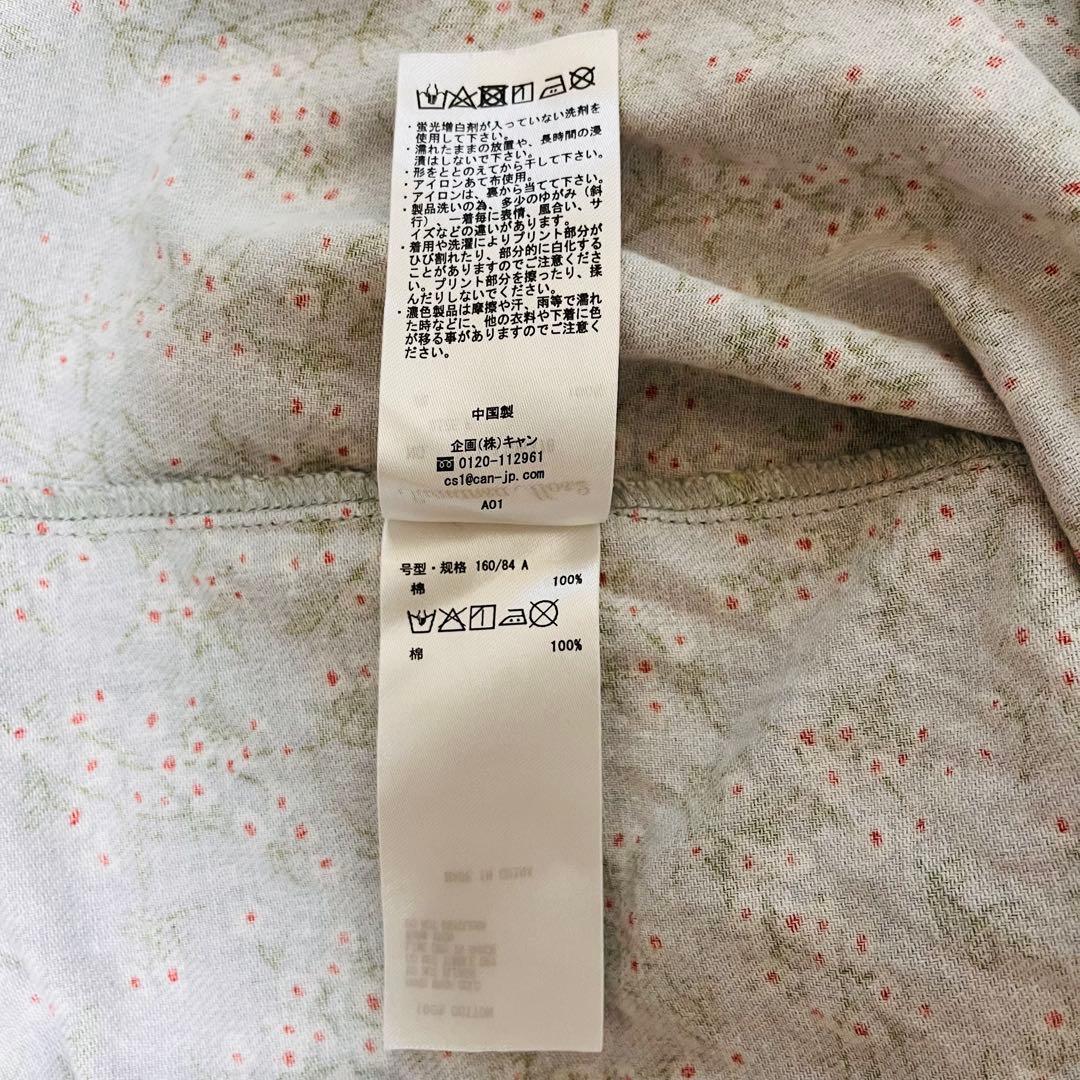 ・蛍光増白剤が入っていない洗剤を
使用して下さい。
・濡れたままの放置や、長時間の浸
漬はしないで下さい。
・形をととのえてから干して下さい。
・アイロンあて布使用。
・アイロンは、裏から当てて下さい。
・製品洗いの為、多少のゆがみ（斜
行）、一着毎に表情、風合い、サ
イズなどの違いがあります。
・着用や洗濯によりプリント部分が
ひび割れたり、部分的に白化する
ことがありますのでご注意くださ
い。プリント部分を擦ったり、揉
んだりしないでください。
・濃色製品は摩擦や汗、雨等で濡れ
た時などに、他の衣料や下着に色
が移る事がありますのでご注意く
ださい。
中国製
企画(株)キャン
0120-112961
cs1@can-jp.com
A01
号型・规格 160/84 A
棉 100%
棉 100%
MADE IN CHINA
100% COTTON